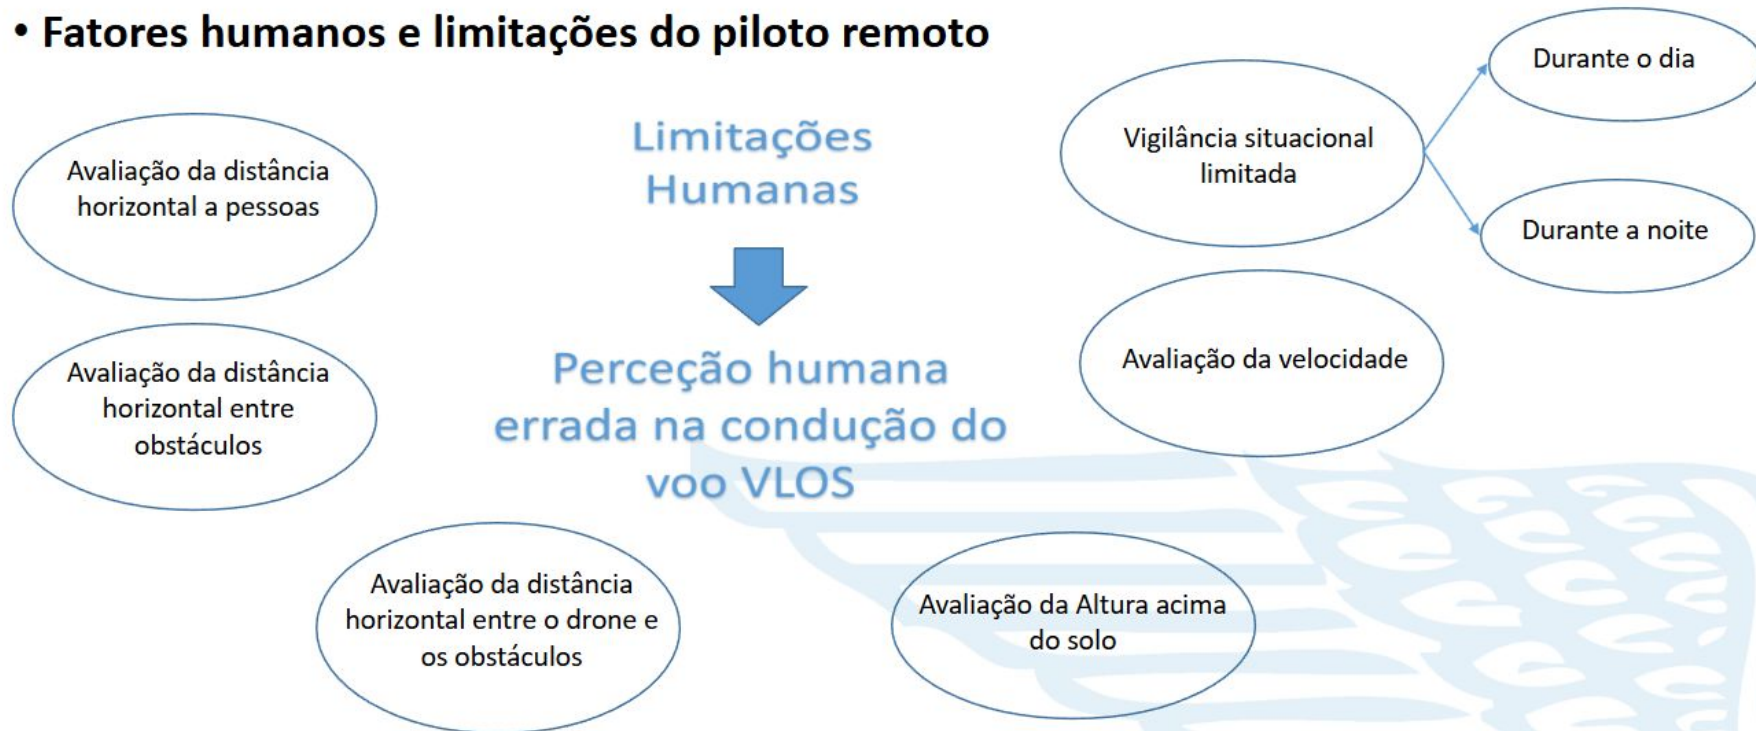 • Fatores humanos e limitações do piloto remoto
Avaliação da distância
horizontal a pessoas
Avaliação da distância
horizontal entre
obstáculos
Avaliação da distância
horizontal entre o drone e
os obstáculos
Limitações
Humanas
Perceção humana
errada na condução do
voo VLOS
Vigilância situacional
limitada
Durante o dia
Durante a noite
Avaliação da velocidade
Avaliação da Altura acima
do solo